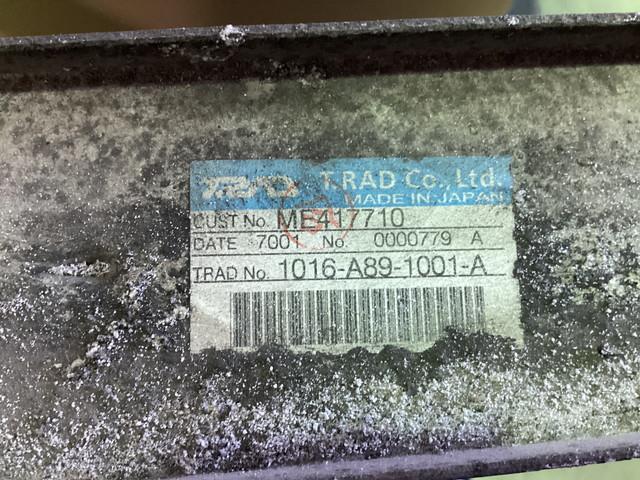 TRAD T.RAD Co., Ltd.
MADE IN JAPAN
CUST No. ME417710
DATE 7001 No. 0000779 A
TRAD No. 1016-A89-1001-A